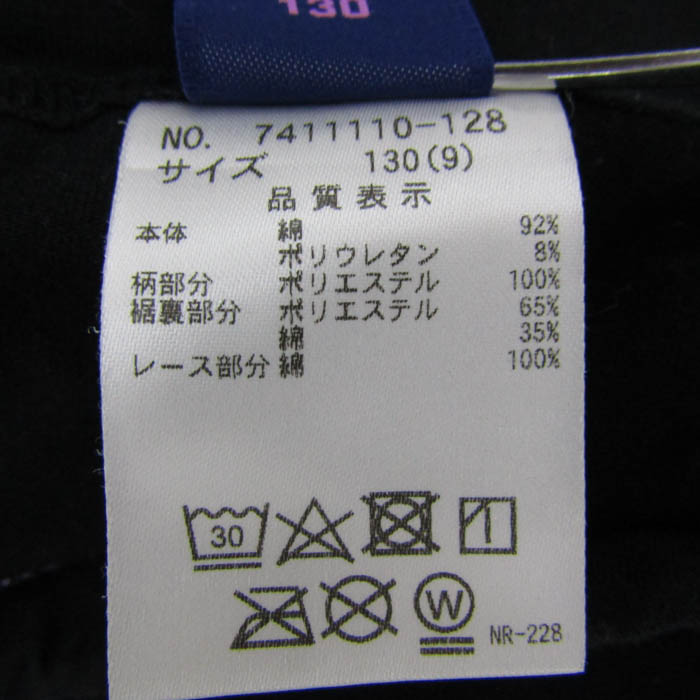 130
NO. 7411110-128
サイズ 130(9)
品質表示
本体 綿 92%
ポリウレタン 8%
柄部分 ポリエステル 100%
裾裏部分 ポリエステル 65%
綿 35%
レース部分 綿 100%
30
W
NR-228